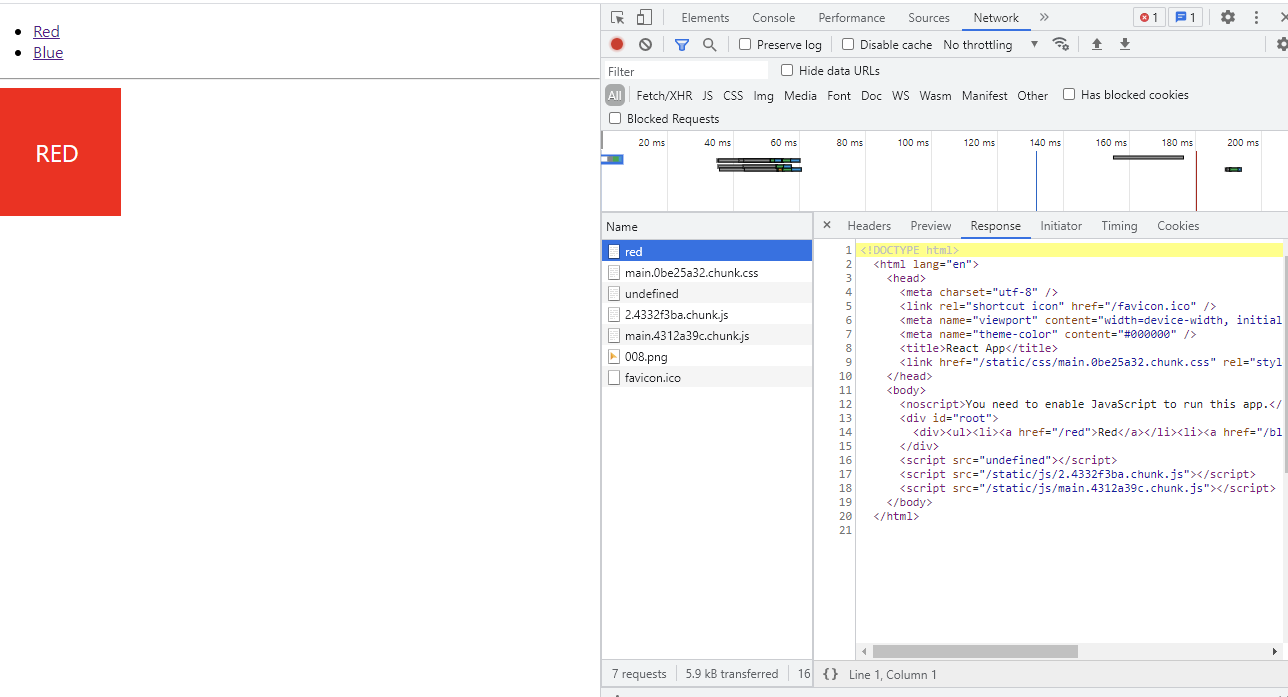 Red
Blue
RED
Elements Console Performance Sources Network 1 1
Preserve log Disable cache No throttling
Filter Hide data URLs
All Fetch/XHR JS CSS Img Media Font Doc WS Wasm Manifest Other Has blocked cookies
Blocked Requests
20 ms 40 ms 60 ms 80 ms 100 ms 120 ms 140 ms 160 ms 180 ms 200 ms
Name
red
main.0be25a32.chunk.css
undefined
2.4332f3ba.chunk.js
main.4312a39c.chunk.js
008.png
favicon.ico
7 requests 5.9 kB transferred 16
Headers Preview Response Initiator Timing Cookies
1 <!DOCTYPE html>
2 <html lang="en">
3 <head>
4 <meta charset="utf-8" />
5 <link rel="shortcut icon" href="/favicon.ico" />
6 <meta name="viewport" content="width=device-width, initial
7 <meta name="theme-color" content="#000000" />
8 <title>React App</title>
9 <link href="/static/css/main.0be25a32.chunk.css" rel="styl
10 </head>
11 <body>
12 <noscript>You need to enable JavaScript to run this app.</
13 <div id="root">
14 <div><ul><li><a href="/red">Red</a></li><li><a href="/bl
15 </div>
16 <script src="undefined"></script>
17 <script src="/static/js/2.4332f3ba.chunk.js"></script>
18 <script src="/static/js/main.4312a39c.chunk.js"></script>
19 </body>
20 </html>
21
{} Line 1, Column 1